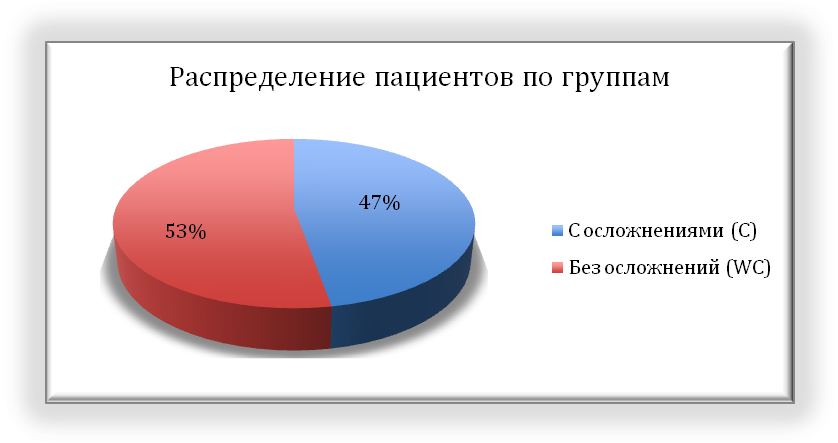 Распределение пациентов по группам
47%
53%
С осложнениями (С)
Без осложнений (WC)